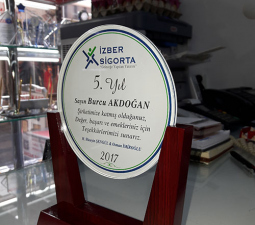 İZBER
SİGORTA
5. Yıl
Sayın Burcu AKDOĞAN
Şirketimize katmış olduğunuz,
Değer, başarı ve emekleriniz için
Teşekkürlerimizi sunarız.
2017